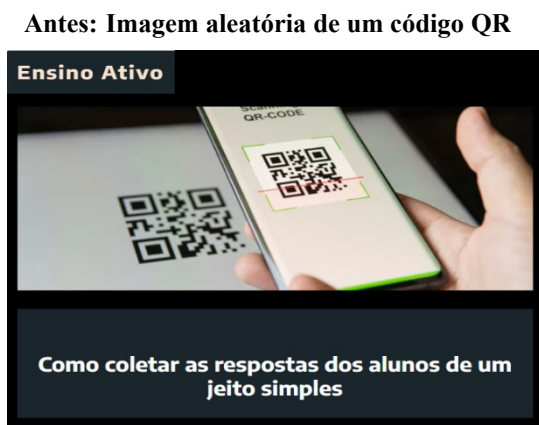 Antes: Imagem aleatória de um código QR
Ensino Ativo
QR-CODE
Como coletar as respostas dos alunos de um
jeito simples